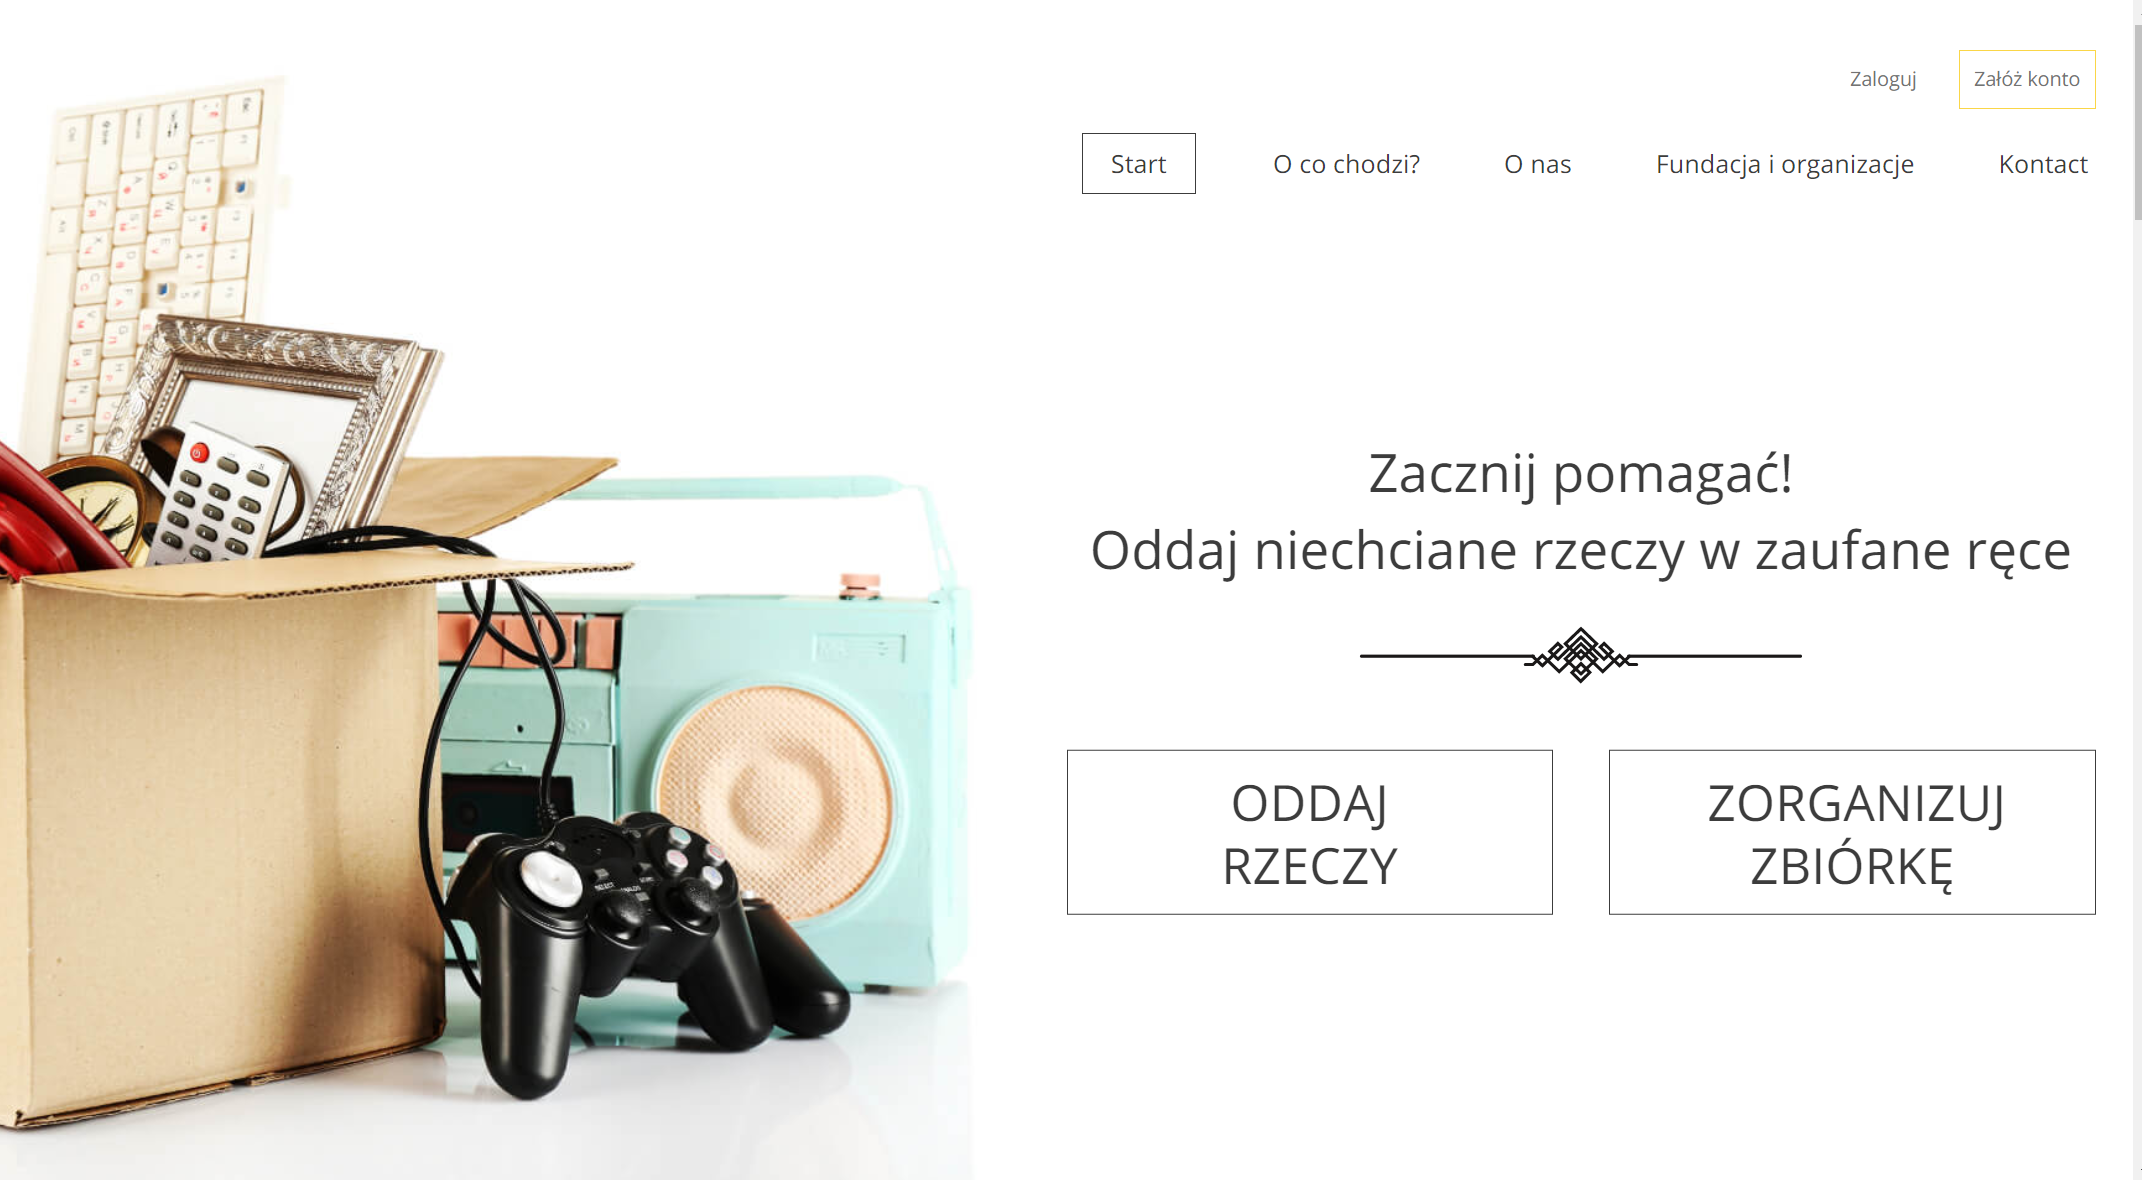 Zaloguj
Załóż konto
Start
O co chodzi?
O nas
Fundacja i organizacje
Kontact
Zacznij pomagać!
Oddaj niechciane rzeczy w zaufane ręce
ODDAJ
RZECZY
ZORGANIZUJ
ZBIÓRKĘ